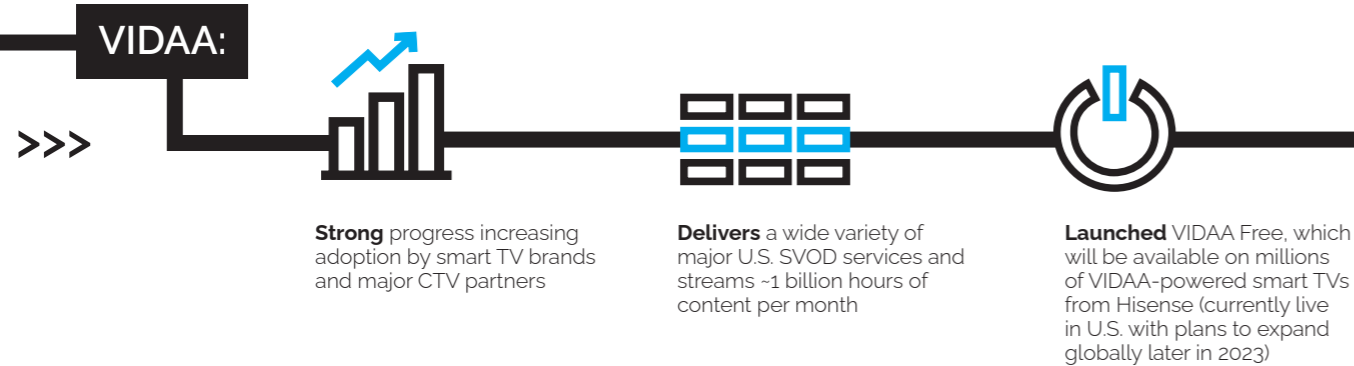 VIDAA:
>>>
Strong progress increasing
adoption by smart TV brands
and major CTV partners
Delivers a wide variety of
major U.S. SVOD services and
streams ~1 billion hours of
content per month
Launched VIDAA Free, which
will be available on millions
of VIDAA-powered smart TVs
from Hisense (currently live
in U.S. with plans to expand
globally later in 2023)